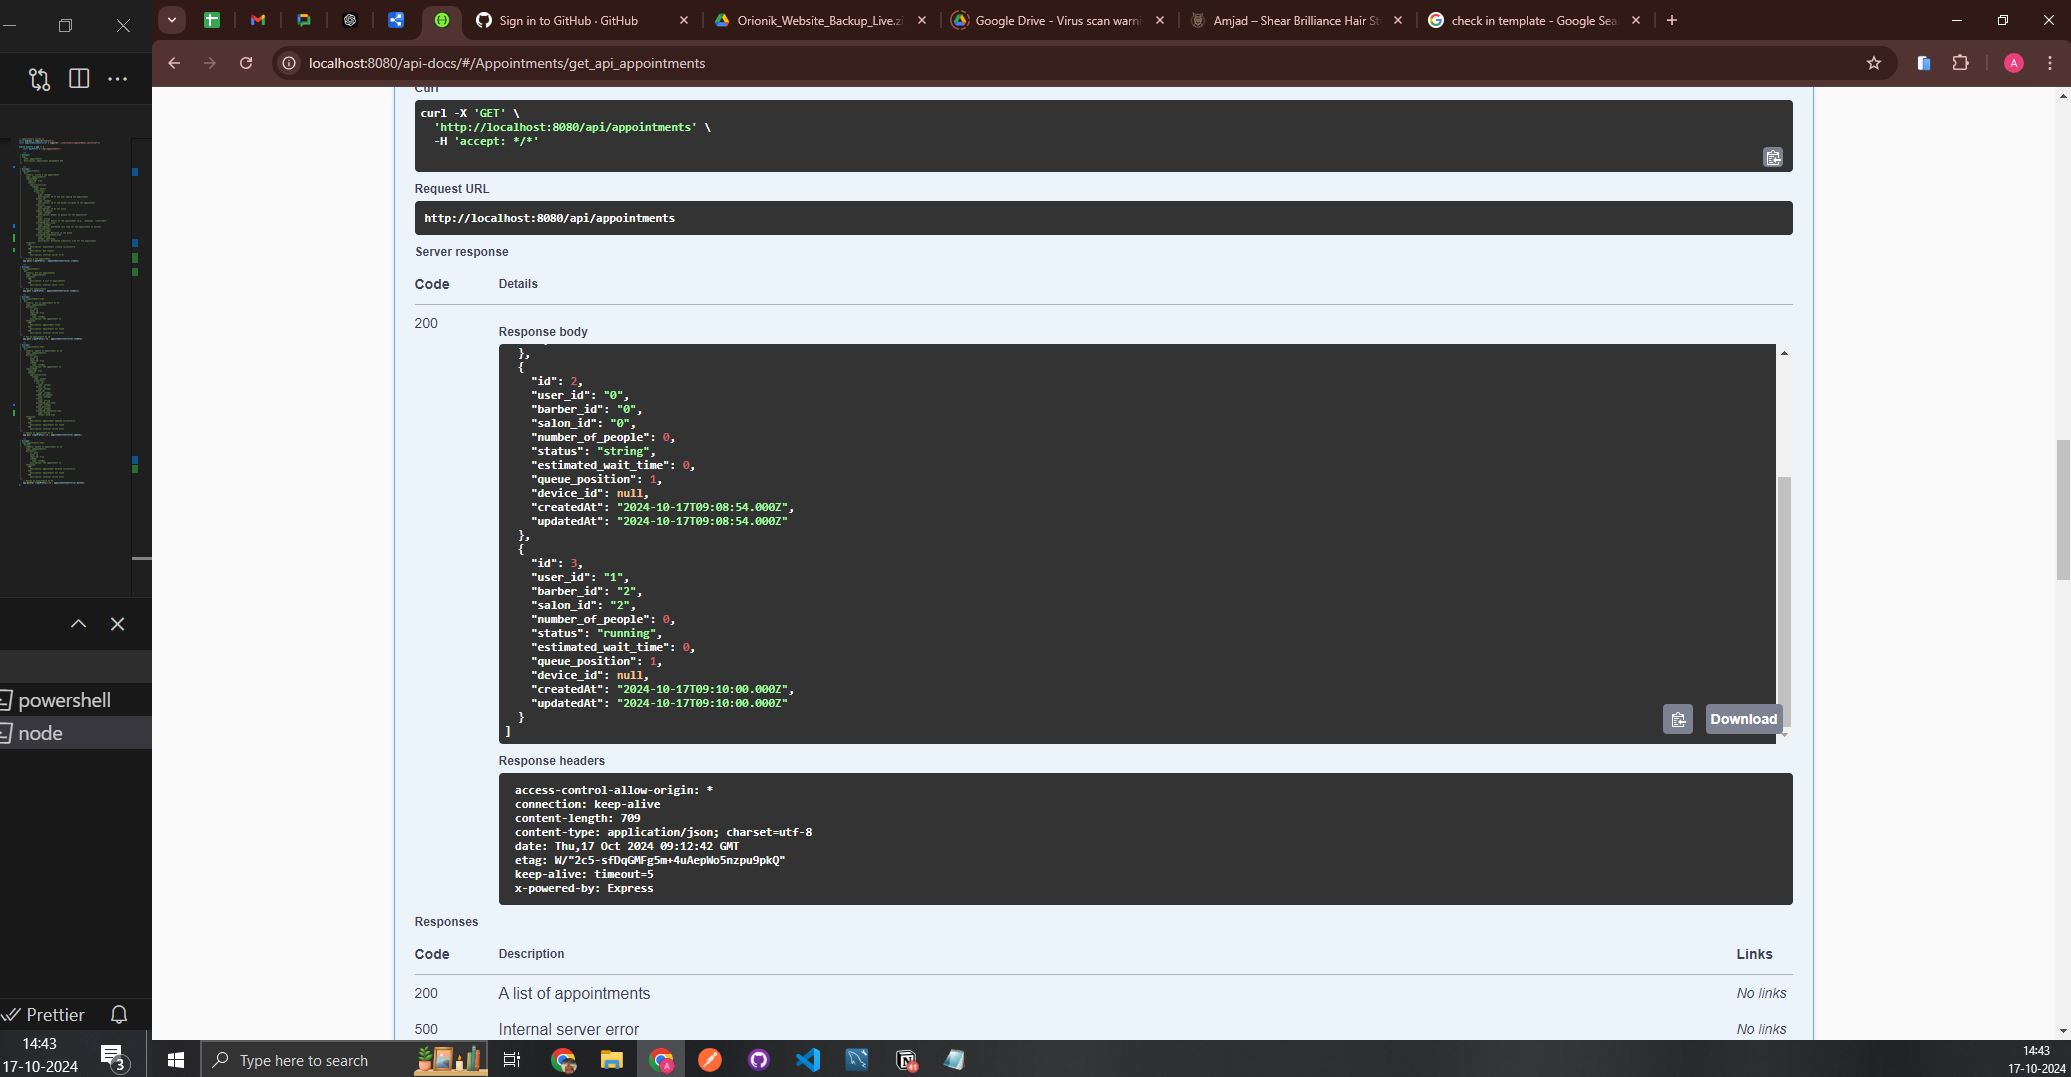 Sign in to GitHub · GitHub
Orionik_Website_Backup_Live.zi
Google Drive - Virus scan warni
Amjad – Shear Brilliance Hair St
check in template - Google Sea
localhost:8080/api-docs/#/Appointments/get_api_appointments
A
Curl
curl -X 'GET' \
'http://localhost:8080/api/appointments' \
-H 'accept: */*'
Request URL
http://localhost:8080/api/appointments
Server response
Code Details
200
Response body
},
{
"id": 2,
"user_id": "0",
"barber_id": "0",
"salon_id": "0",
"number_of_people": 0,
"status": "string",
"estimated_wait_time": 0,
"queue_position": 1,
"device_id": null,
"createdAt": "2024-10-17T09:08:54.000Z",
"updatedAt": "2024-10-17T09:08:54.000Z"
},
{
"id": 3,
"user_id": "1",
"barber_id": "2",
"salon_id": "2",
"number_of_people": 0,
"status": "running",
"estimated_wait_time": 0,
"queue_position": 1,
"device_id": null,
"createdAt": "2024-10-17T09:10:00.000Z",
"updatedAt": "2024-10-17T09:10:00.000Z"
}
]
Download
Response headers
access-control-allow-origin: *
connection: keep-alive
content-length: 709
content-type: application/json; charset=utf-8
date: Thu,17 Oct 2024 09:12:42 GMT
etag: W/"2c5-sfDqGMFg5m+4uAepWo5nzpu9pkQ"
keep-alive: timeout=5
x-powered-by: Express
Responses
Code Description Links
200 A list of appointments No links
500 Internal server error No links
powershell
node
Prettier
14:43
17-10-2024
3
Type here to search
14:43
17-10-2024